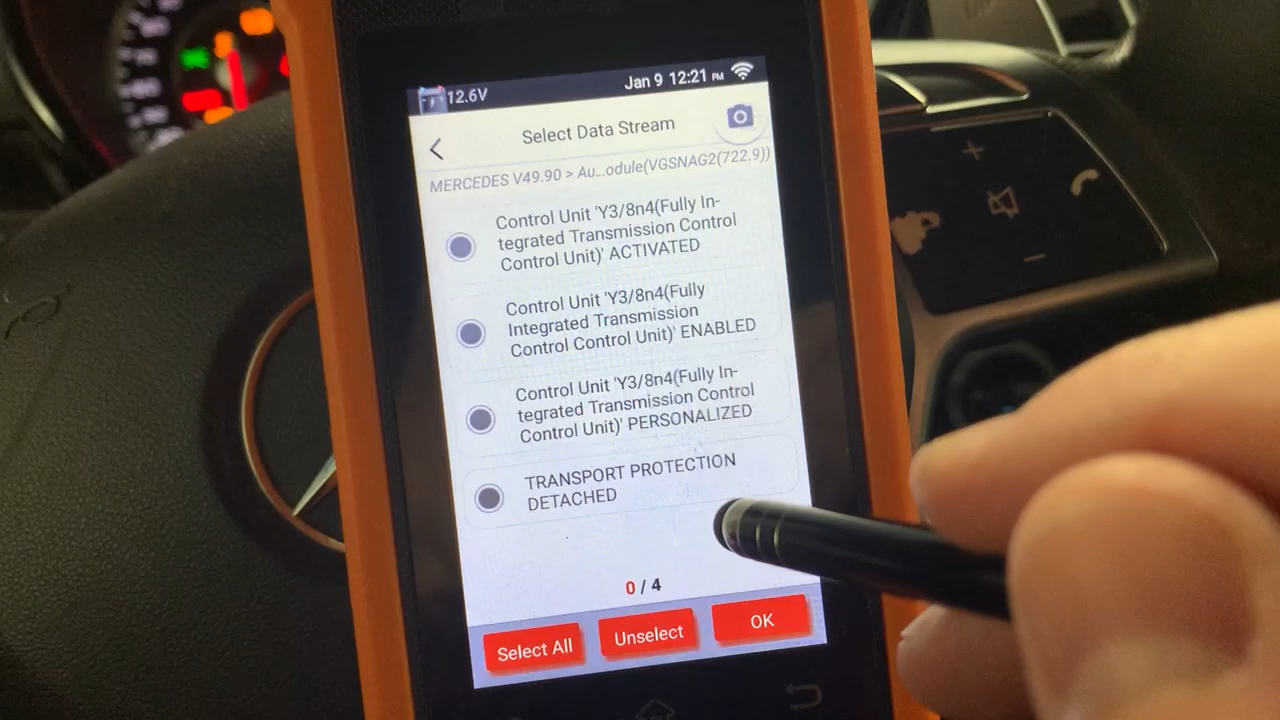 12.6V
Jan 9 12:21 PM
Select Data Stream
MERCEDES V49.90 > Au...odule(VGSNAG2(722.9))
Control Unit 'Y3/8n4(Fully In-
tegrated Transmission Control
Control Unit)' ACTIVATED
Control Unit 'Y3/8n4(Fully
Integrated Transmission
Control Control Unit)' ENABLED
Control Unit 'Y3/8n4(Fully In-
tegrated Transmission Control
Control Unit)' PERSONALIZED
TRANSPORT PROTECTION
DETACHED
0 / 4
Select All
Unselect
OK